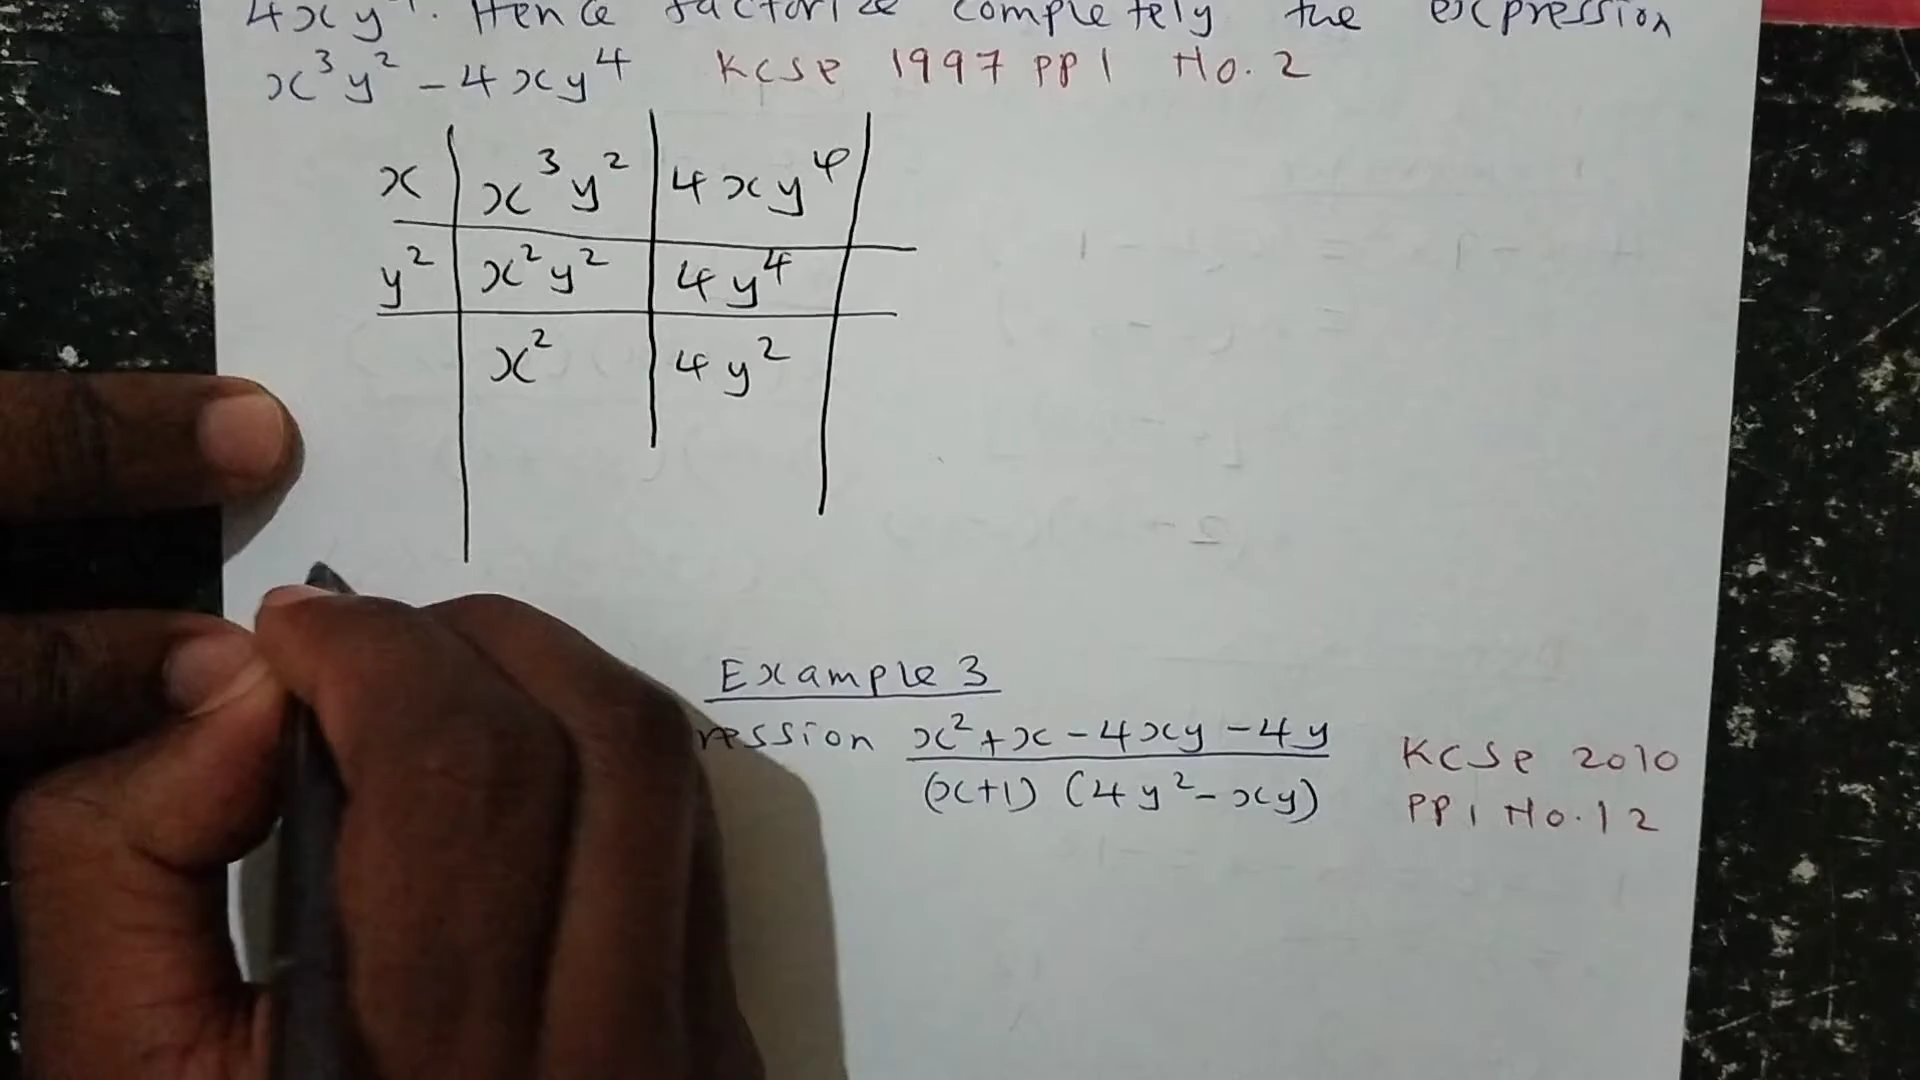 4xy⁴. Hence factorize completely the expression
x³y² - 4xy⁴ KCSE 1997 PP1 No. 2
x | x³y² | 4xy⁴
y² | x²y² | 4y⁴
x² | 4y²
Example 3
ression x²+x-4xy-4y KCSE 2010
(x+1) (4y²-xy) PP1 No. 12